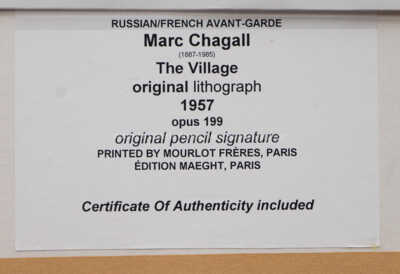 RUSSIAN/FRENCH AVANT-GARDE
Marc Chagall
(1887-1985)
The Village
original lithograph
1957
opus 199
original pencil signature
PRINTED BY MOURLOT FRÈRES, PARIS
ÉDITION MAEGHT, PARIS
Certificate Of Authenticity included